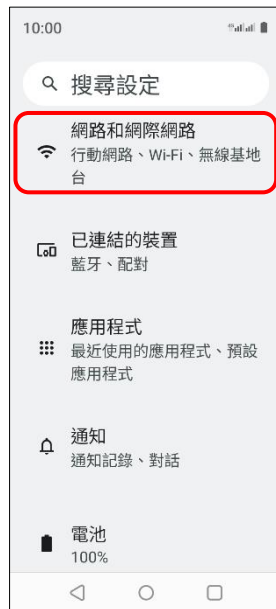 10:00
搜尋設定
網路和網際網路
行動網路、Wi-Fi、無線基地
台
已連結的裝置
藍牙、配對
應用程式
最近使用的應用程式、預設
應用程式
通知
通知記錄、對話
電池
100%